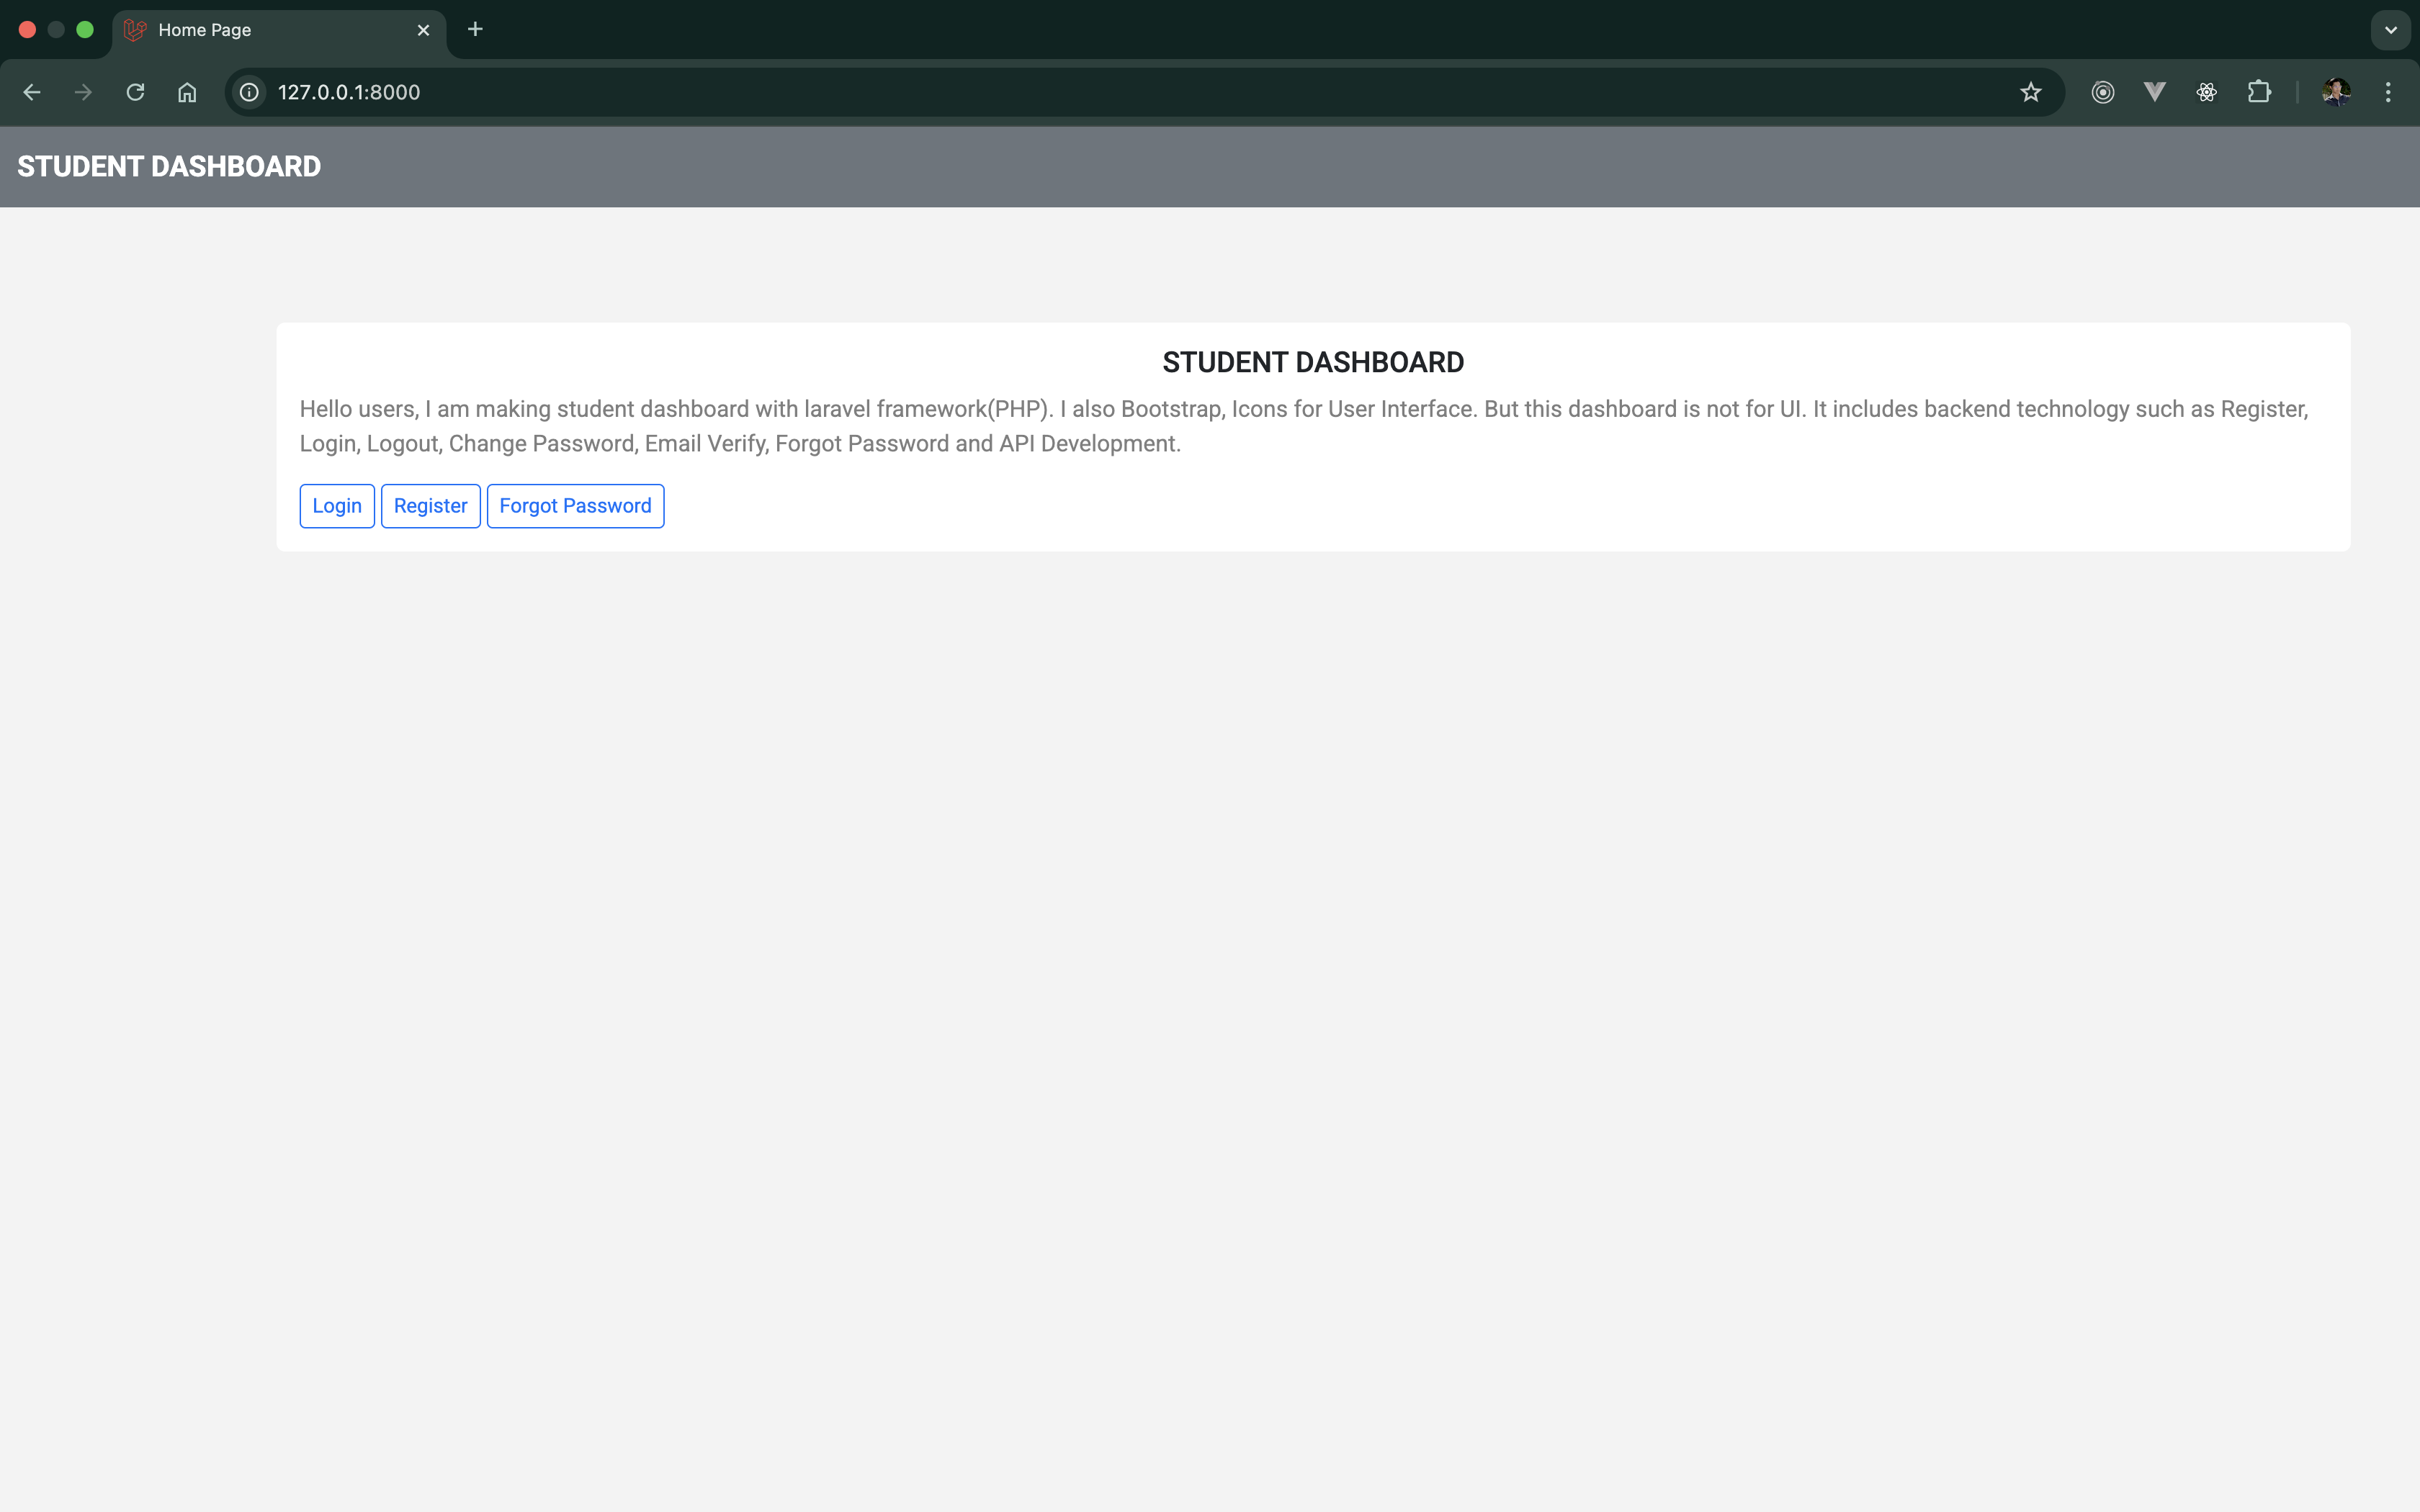 Home Page
127.0.0.1:8000
STUDENT DASHBOARD
STUDENT DASHBOARD
Hello users, I am making student dashboard with laravel framework(PHP). I also Bootstrap, Icons for User Interface. But this dashboard is not for UI. It includes backend technology such as Register,
Login, Logout, Change Password, Email Verify, Forgot Password and API Development.
Login Register Forgot Password